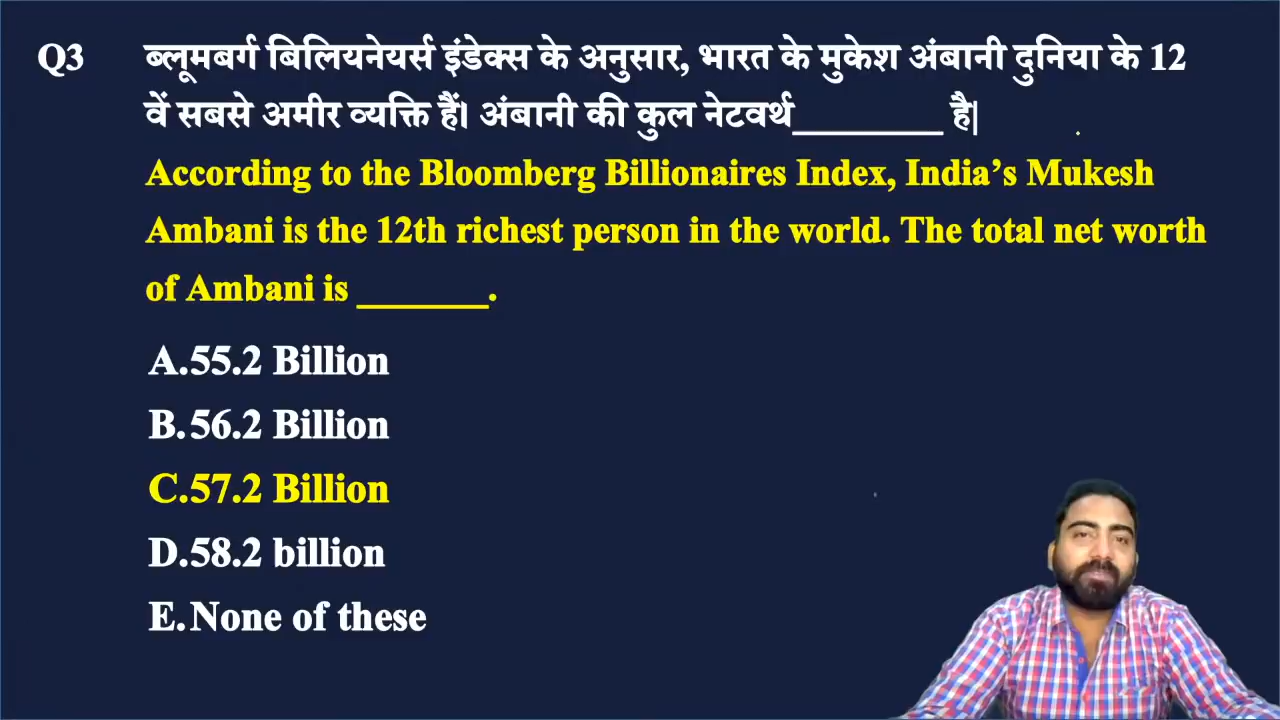 Q3 ब्लूमबर्ग बिलियनेयर्स इंडेक्स के अनुसार, भारत के मुकेश अंबानी दुनिया के 12
वें सबसे अमीर व्यक्ति हैं। अंबानी की कुल नेटवर्थ________ है|
According to the Bloomberg Billionaires Index, India’s Mukesh
Ambani is the 12th richest person in the world. The total net worth
of Ambani is _______.
A.55.2 Billion
B.56.2 Billion
C.57.2 Billion
D.58.2 billion
E.None of these